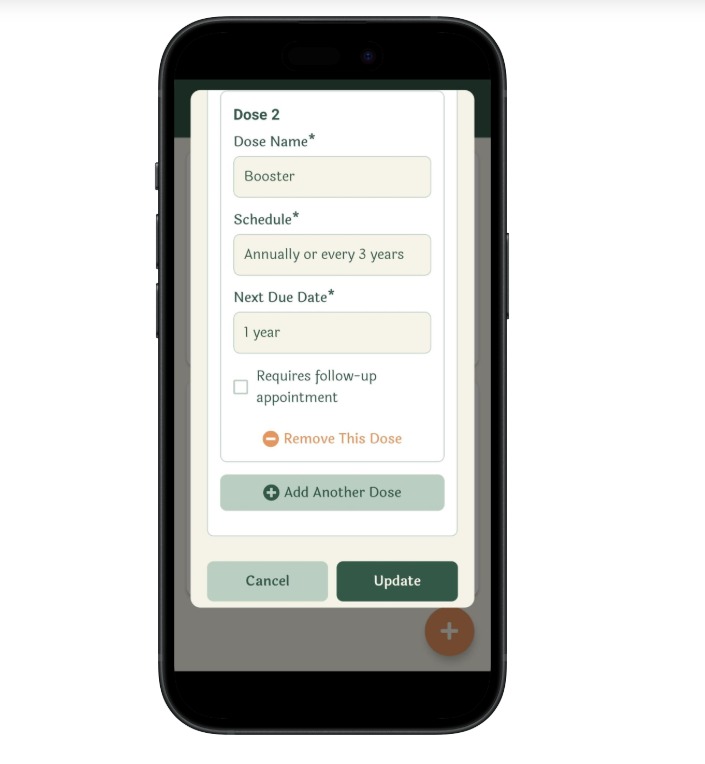 Dose 2
Dose Name*
Booster
Schedule*
Annually or every 3 years
Next Due Date*
1 year
Requires follow-up
appointment
Remove This Dose
Add Another Dose
Cancel
Update